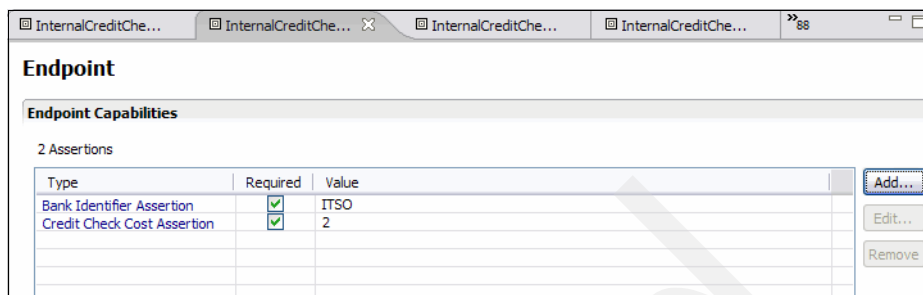 InternalCreditChe... InternalCreditChe... InternalCreditChe... InternalCreditChe... »88
Endpoint
Endpoint Capabilities
2 Assertions
Type Required Value
Bank Identifier Assertion ITSO
Credit Check Cost Assertion 2
Add...
Edit...
Remove